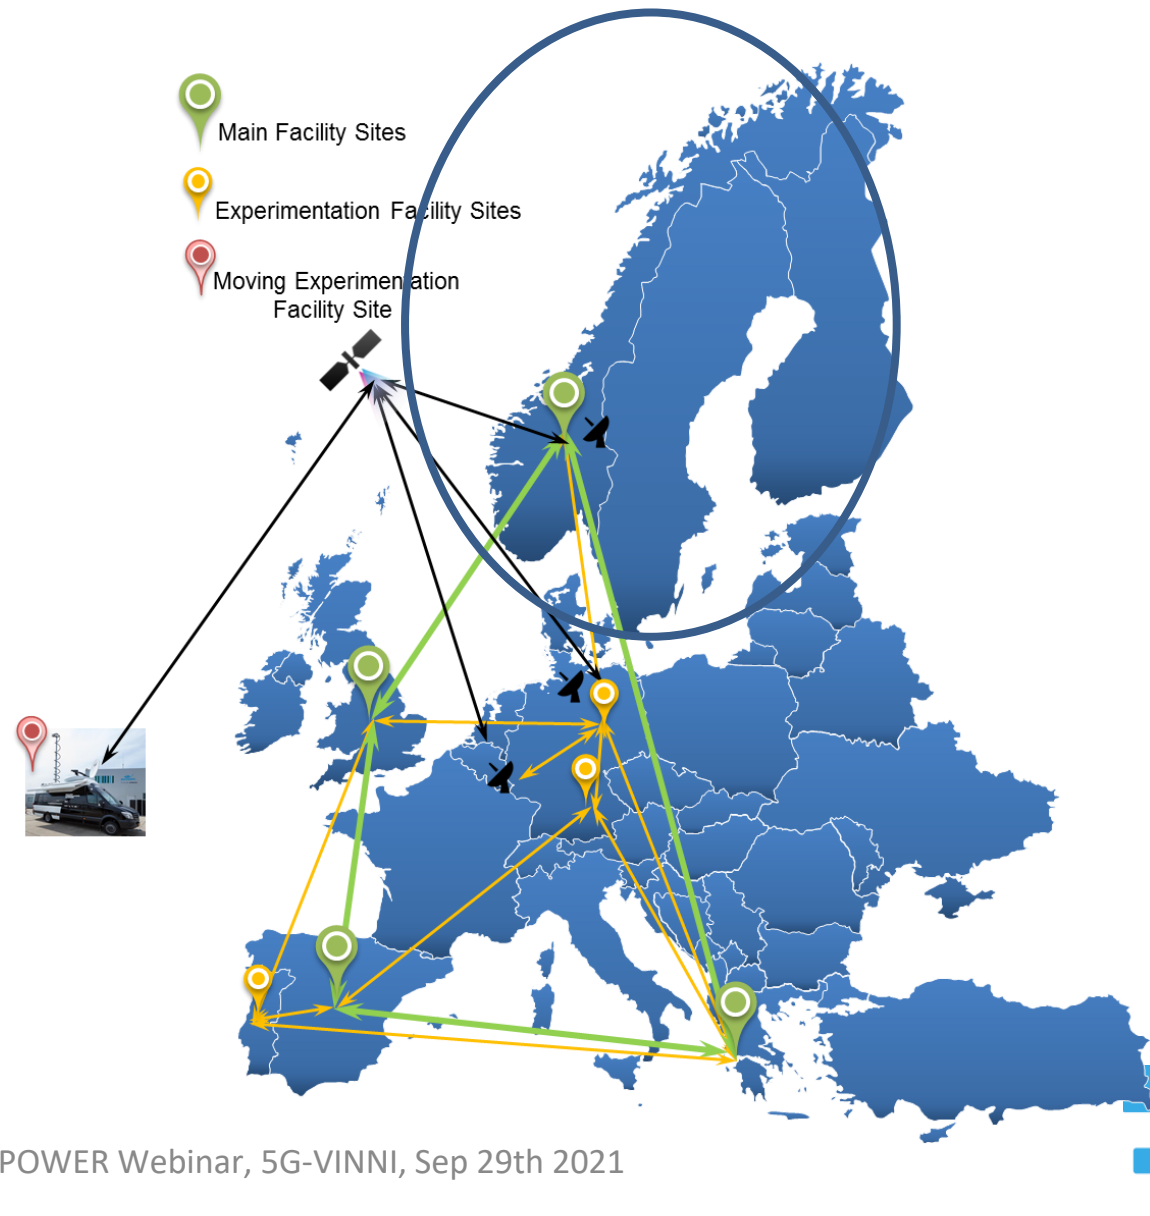 Main Facility Sites
Experimentation Facility Sites
Moving Experimentation
Facility Site
POWER Webinar, 5G-VINNI, Sep 29th 2021